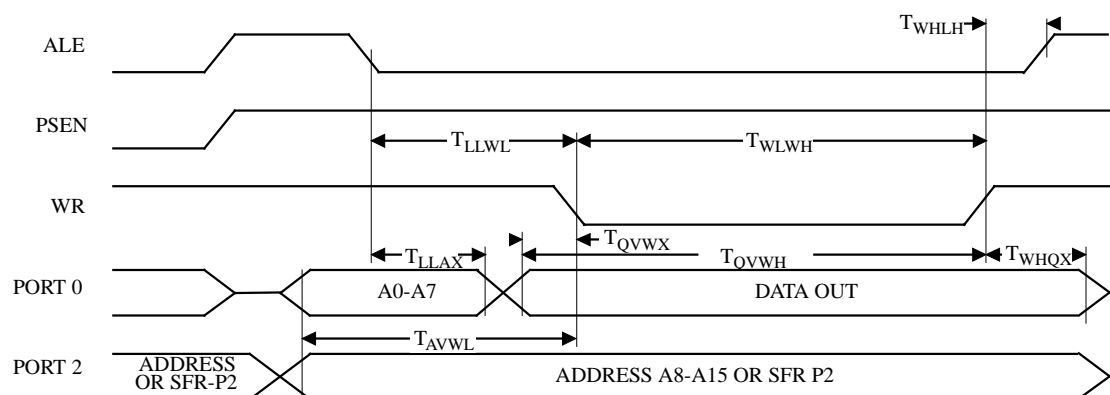 T_WHLH
ALE
PSEN
T_LLWL
T_WLWH
WR
T_QVWX
T_LLAX
T_QVWH
T_WHQX
PORT 0
A0-A7
DATA OUT
T_AVWL
PORT 2
ADDRESS
OR SFR-P2
ADDRESS A8-A15 OR SFR P2